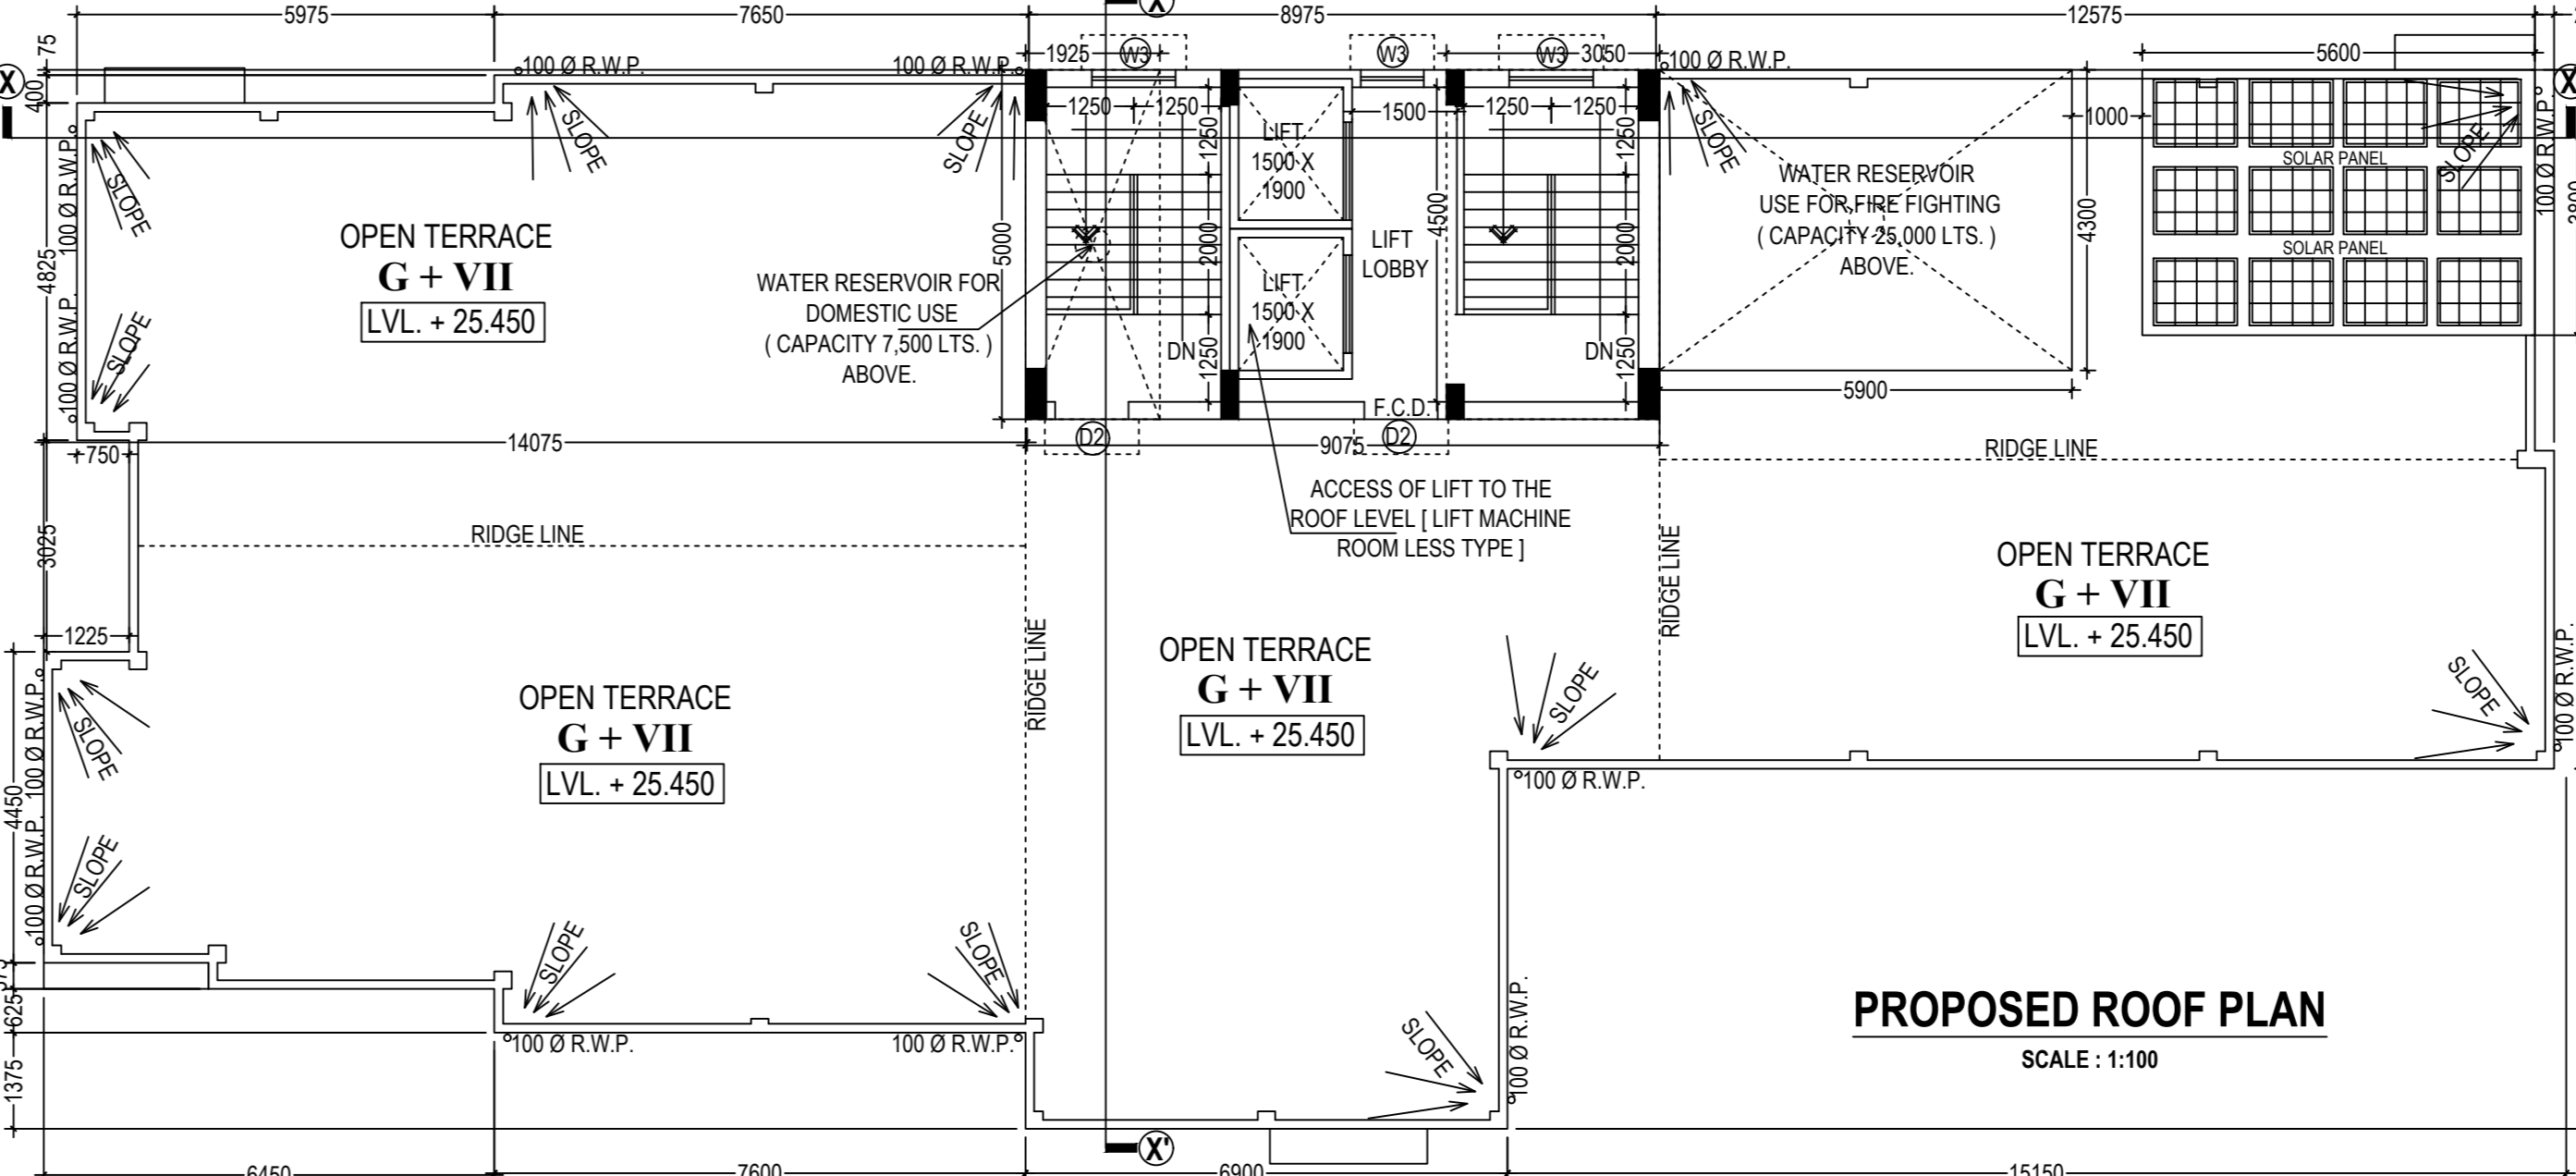 5975
7650
8975
12575
X
75
400
X
X
100 Ø R.W.P.
100 Ø R.W.P.
1925
W3
W3
W3
3050
100 Ø R.W.P.
5600
1250
1250
1500
1250
1250
1000
SLOPE
SLOPE
SLOPE
SLOPE
SLOPE
100 Ø R.W.P.
100 Ø R.W.P.
1250
1250
LIFT
1500 X
1900
WATER RESERVOIR
USE FOR FIRE FIGHTING
( CAPACITY 25,000 LTS. )
ABOVE.
SOLAR PANEL
SOLAR PANEL
OPEN TERRACE
G + VII
LVL. + 25.450
4825
5000
2000
4500
2000
4300
3800
LIFT
LOBBY
WATER RESERVOIR FOR
DOMESTIC USE
( CAPACITY 7,500 LTS. )
ABOVE.
LIFT
1500 X
1900
SLOPE
100 Ø R.W.P.
DN
1250
DN
1250
5900
F.C.D.
D2
D2
14075
9075
750
RIDGE LINE
ACCESS OF LIFT TO THE
ROOF LEVEL [ LIFT MACHINE
ROOM LESS TYPE ]
RIDGE LINE
3025
RIDGE LINE
OPEN TERRACE
G + VII
LVL. + 25.450
1225
RIDGE LINE
OPEN TERRACE
G + VII
LVL. + 25.450
OPEN TERRACE
G + VII
LVL. + 25.450
SLOPE
SLOPE
SLOPE
100 Ø R.W.P.
100 Ø R.W.P.
100 Ø R.W.P.
4450
100 Ø R.W.P.
SLOPE
SLOPE
SLOPE
625
100 Ø R.W.P.
100 Ø R.W.P.
SLOPE
100 Ø R.W.P.
1375
PROPOSED ROOF PLAN
SCALE : 1:100
X'
6450
7600
6900
15150